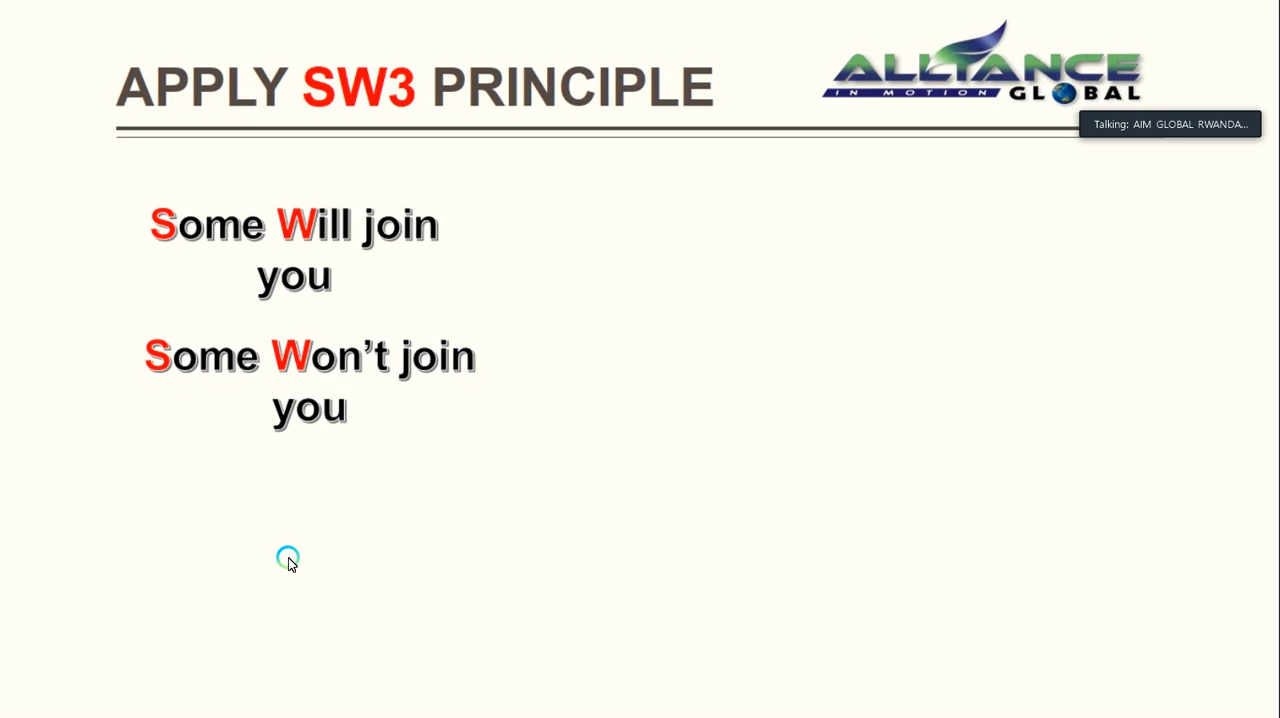 APPLY SW3 PRINCIPLE
ALLIANCE
IN MOTION GLOBAL
Talking: AIM GLOBAL RWANDA...
Some Will join
you
Some Won’t join
you